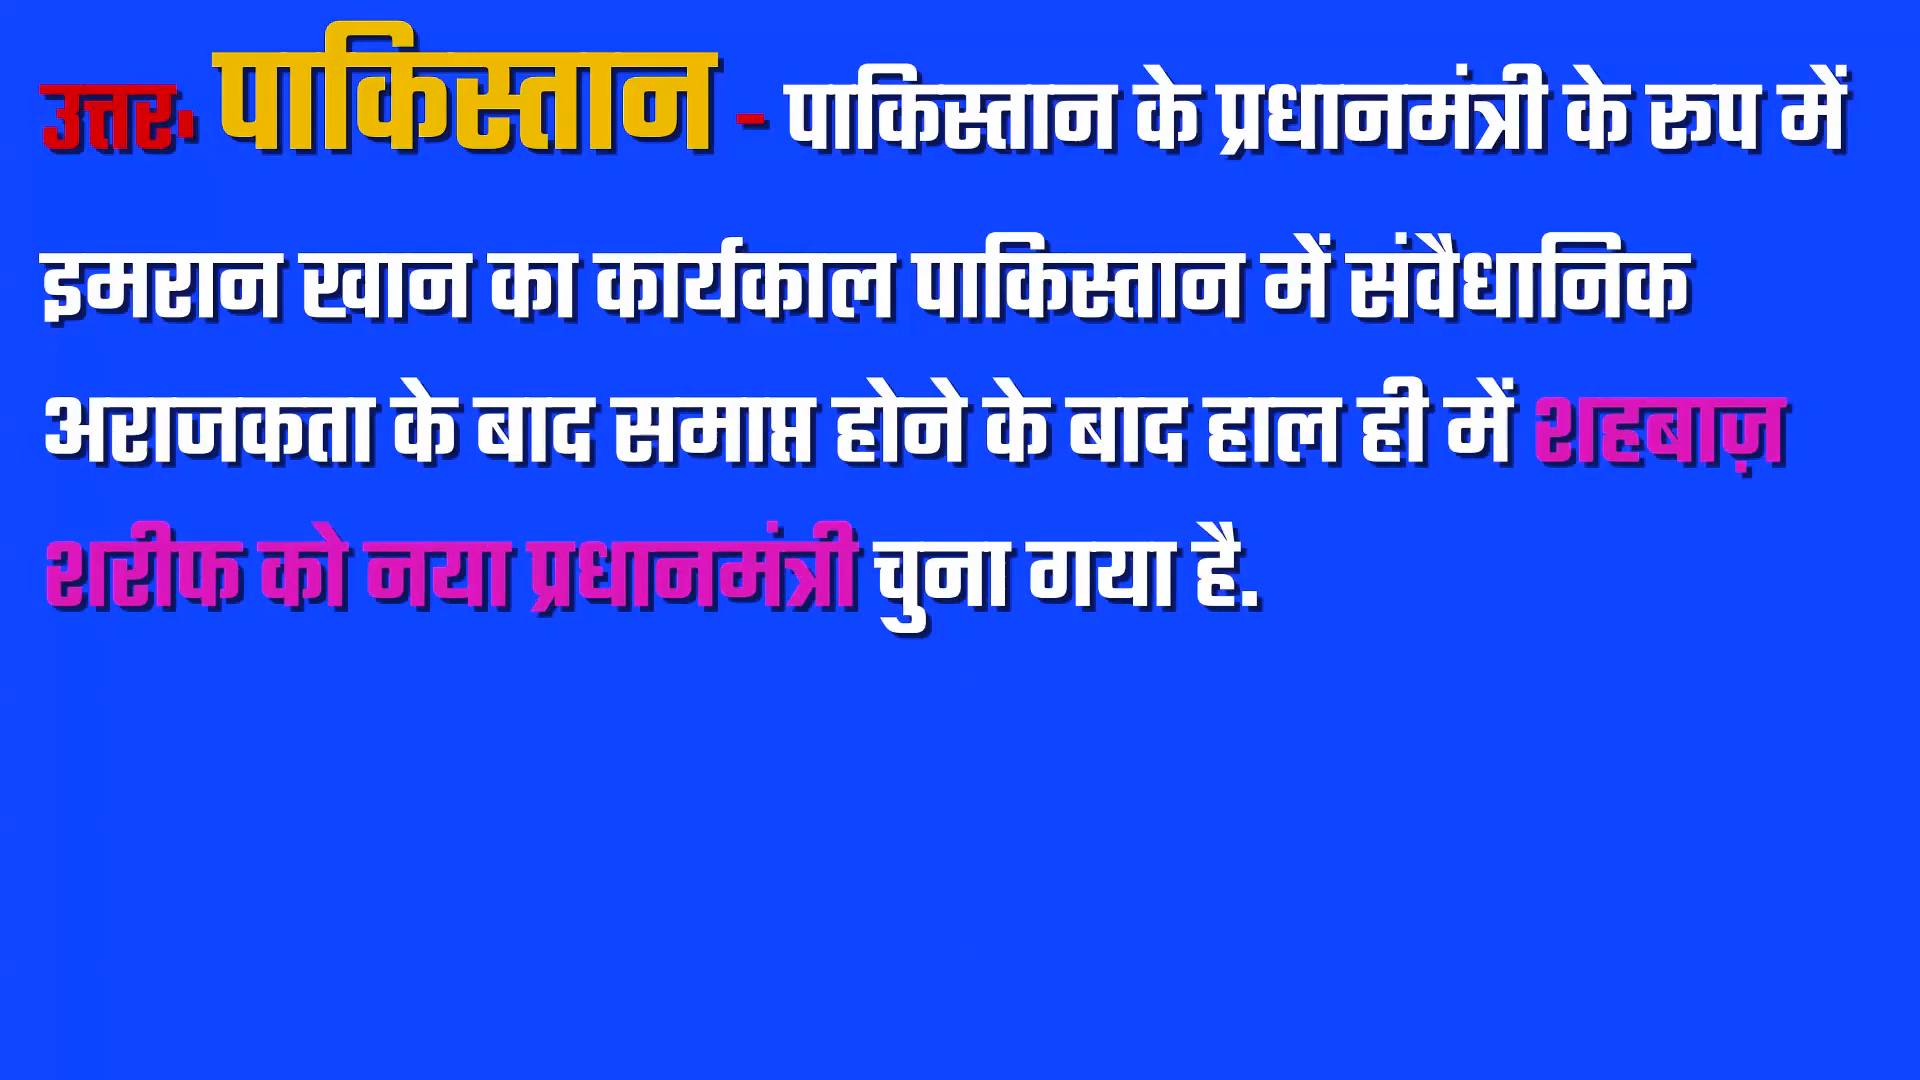 उत्तर. पाकिस्तान - पाकिस्तान के प्रधानमंत्री के रूप में
इमरान खान का कार्यकाल पाकिस्तान में संवैधानिक
अराजकता के बाद समाप्त होने के बाद हाल ही में शहबाज़
शरीफ को नया प्रधानमंत्री चुना गया है.